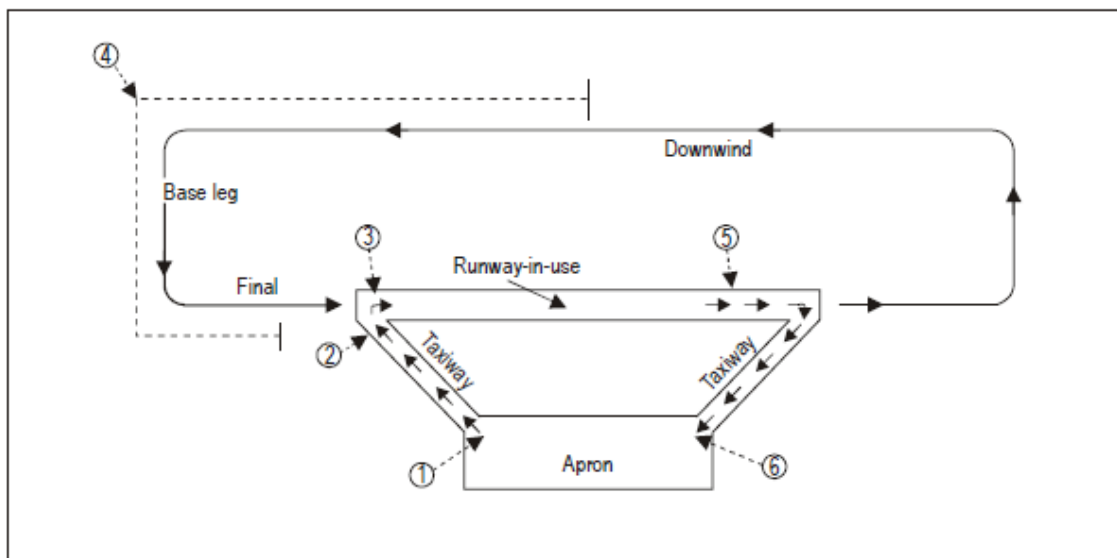 ④
Downwind
Base leg
③
⑤
Runway-in-use
Final
②
Taxiway
Taxiway
①
Apron
⑥